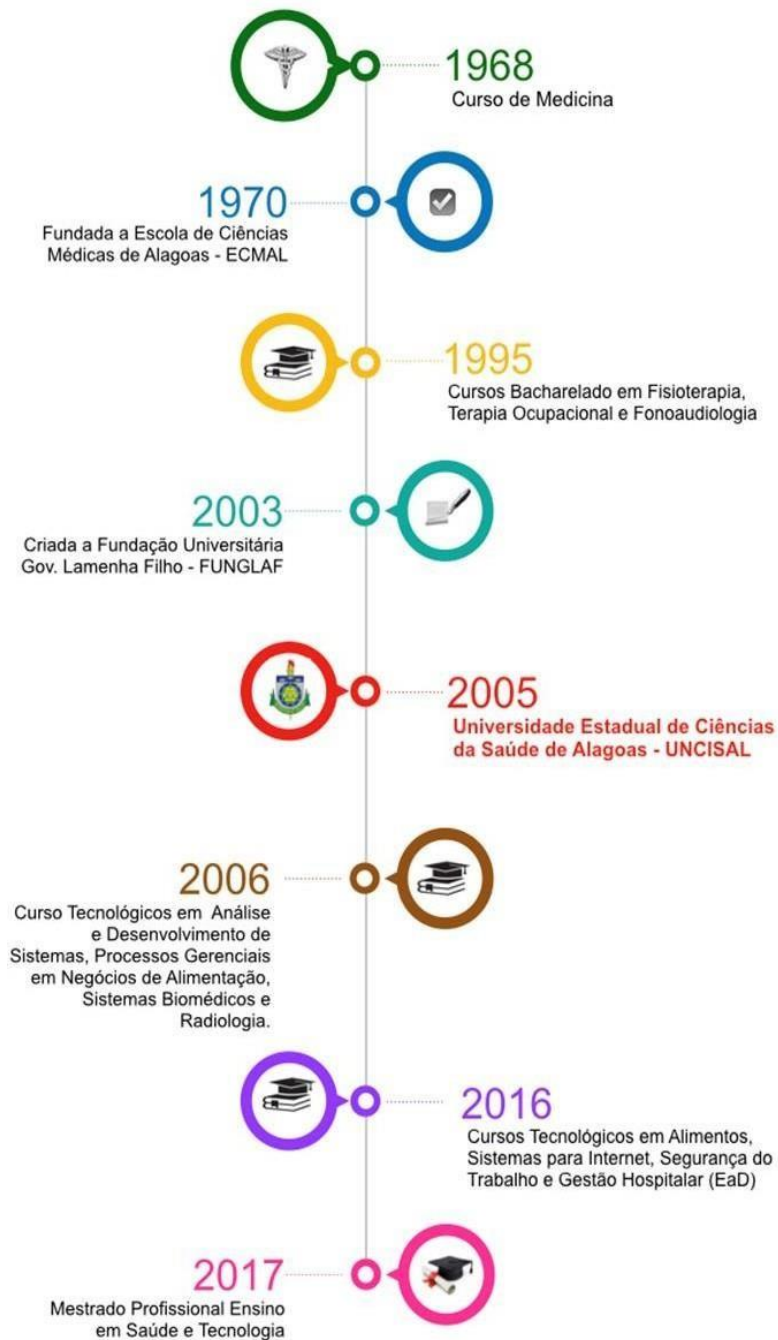 1968
Curso de Medicina
1970
Fundada a Escola de Ciências
Médicas de Alagoas - ECMAL
1995
Cursos Bacharelado em Fisioterapia,
Terapia Ocupacional e Fonoaudiologia
2003
Criada a Fundação Universitária
Gov. Lamenha Filho - FUNGLAF
2005
Universidade Estadual de Ciências
da Saúde de Alagoas - UNCISAL
2006
Curso Tecnológicos em Análise
e Desenvolvimento de
Sistemas, Processos Gerenciais
em Negócios de Alimentação,
Sistemas Biomédicos e
Radiologia.
2016
Cursos Tecnológicos em Alimentos,
Sistemas para Internet, Segurança do
Trabalho e Gestão Hospitalar (EaD)
2017
Mestrado Profissional Ensino
em Saúde e Tecnologia